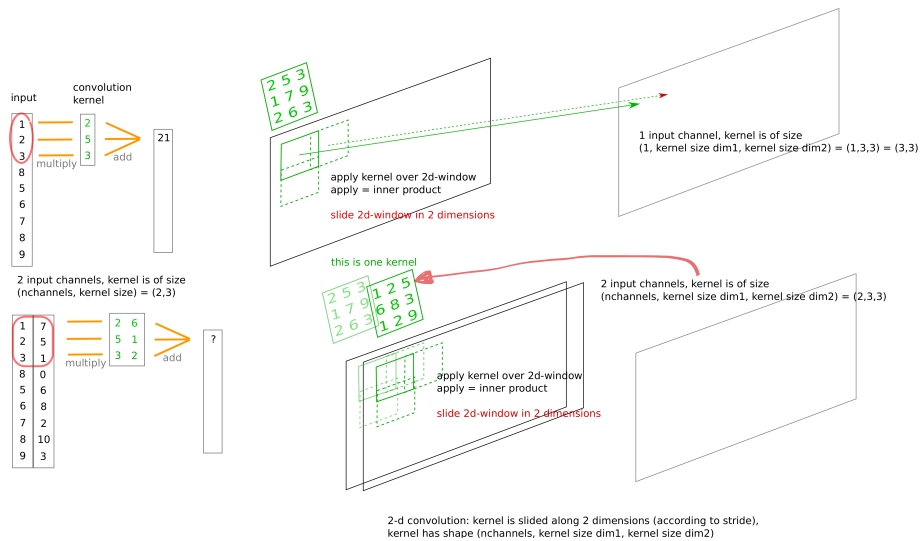 input
convolution
kernel
1
2
3
8
5
6
7
8
9
2
5
3
multiply
add
21
2 5 3
1 7 9
2 6 3
apply kernel over 2d-window
apply = inner product
slide 2d-window in 2 dimensions
1 input channel, kernel is of size
(1, kernel size dim1, kernel size dim2) = (1,3,3) = (3,3)
2 input channels, kernel is of size
(nchannels, kernel size) = (2,3)
1 7
2 5
3 1
8 0
5 6
6 8
7 2
8 10
9 3
2 6
5 1
3 2
multiply
add
?
this is one kernel
2 5 3
1 7 9
2 6 3
1 2 5
6 8 3
1 2 9
apply kernel over 2d-window
apply = inner product
slide 2d-window in 2 dimensions
2 input channels, kernel is of size
(nchannels, kernel size dim1, kernel size dim2) = (2,3,3)
2-d convolution: kernel is slided along 2 dimensions (according to stride),
kernel has shape (nchannels, kernel size dim1, kernel size dim2)